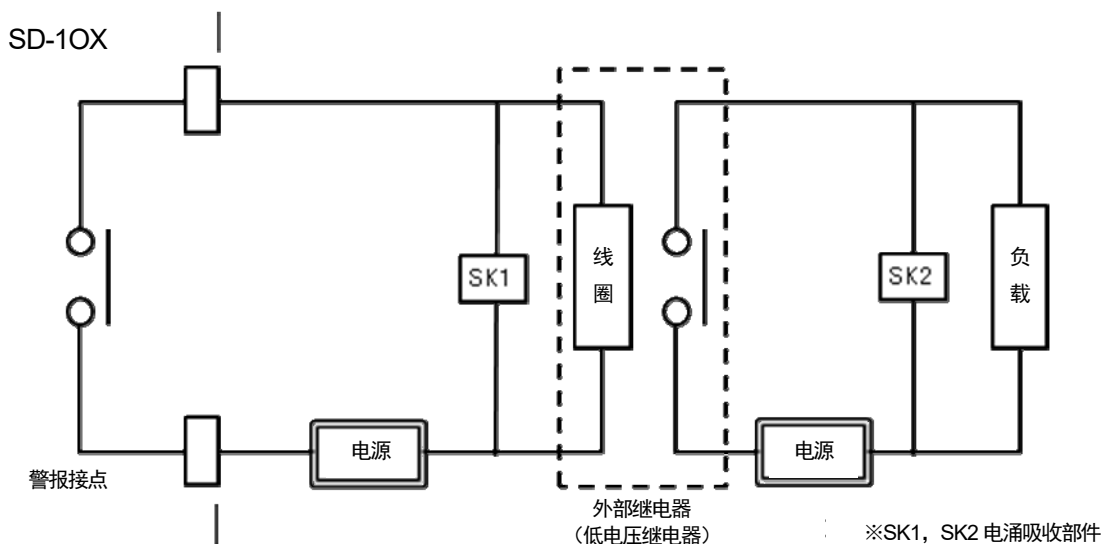 SD-1OX
线
圈
SK1
负
载
SK2
电源
电源
警报接点
外部继电器
（低电压继电器）
※SK1，SK2 电涌吸收部件